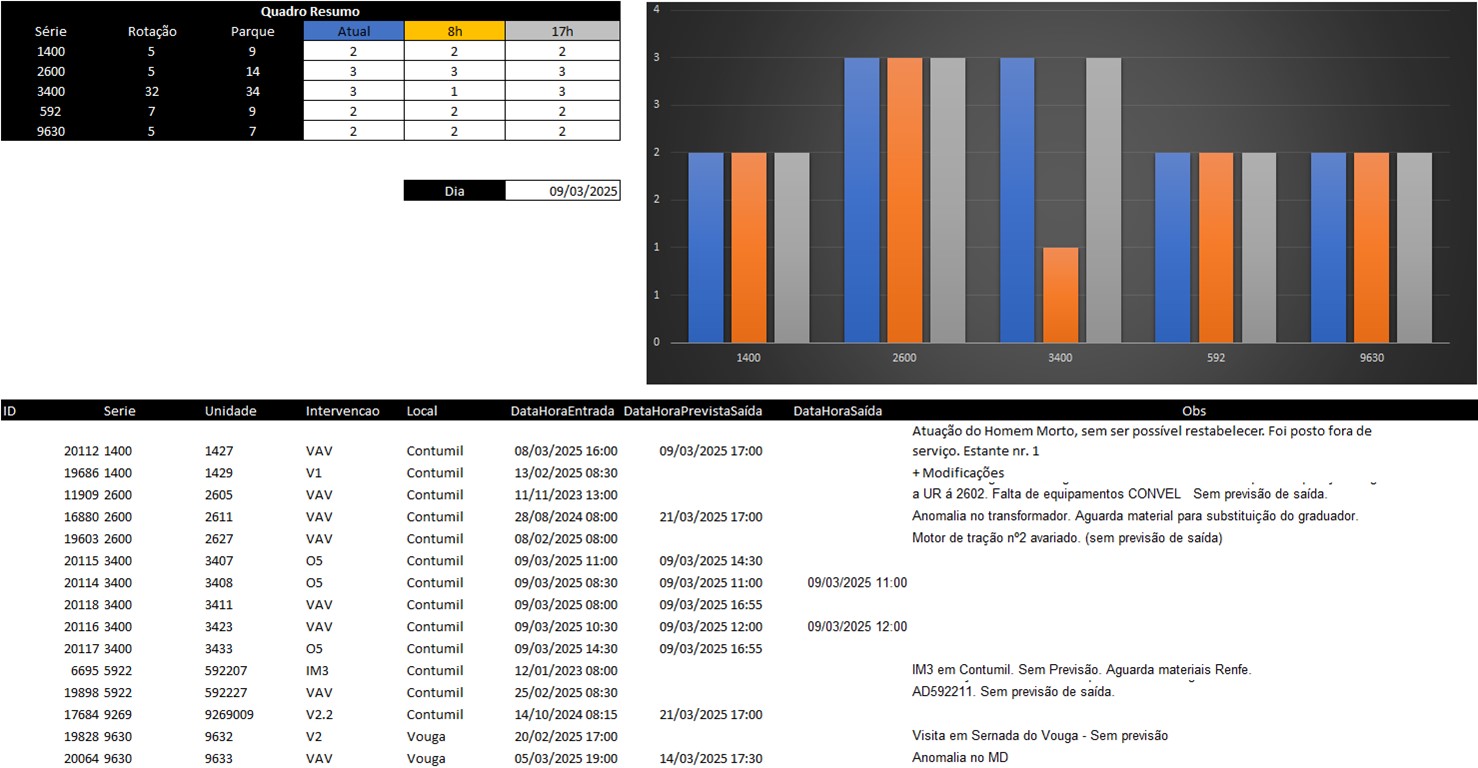 Quadro Resumo
Série Rotação Parque Atual 8h 17h
1400 5 9 2 2 2
2600 5 14 3 3 3
3400 32 34 3 1 3
592 7 9 2 2 2
9630 5 7 2 2 2
Dia 09/03/2025
4
3
3
2
2
1
1
0
1400 2600 3400 592 9630
ID Serie Unidade Intervencao Local DataHoraEntrada DataHoraPrevistaSaída DataHoraSaída Obs
Atuação do Homem Morto, sem ser possível restabelecer. Foi posto fora de
20112 1400 1427 VAV Contumil 08/03/2025 16:00 09/03/2025 17:00 serviço. Estante nr. 1
19686 1400 1429 V1 Contumil 13/02/2025 08:30 + Modificações
11909 2600 2605 VAV Contumil 11/11/2023 13:00 a UR á 2602. Falta de equipamentos CONVEL Sem previsão de saída.
16880 2600 2611 VAV Contumil 28/08/2024 08:00 21/03/2025 17:00 Anomalia no transformador. Aguarda material para substituição do graduador.
19603 2600 2627 VAV Contumil 08/02/2025 08:00 Motor de tração nº2 avariado. (sem previsão de saída)
20115 3400 3407 O5 Contumil 09/03/2025 11:00 09/03/2025 14:30
20114 3400 3408 O5 Contumil 09/03/2025 08:30 09/03/2025 11:00 09/03/2025 11:00
20118 3400 3411 VAV Contumil 09/03/2025 08:00 09/03/2025 16:55
20116 3400 3423 VAV Contumil 09/03/2025 10:30 09/03/2025 12:00 09/03/2025 12:00
20117 3400 3433 O5 Contumil 09/03/2025 14:30 09/03/2025 16:55
6695 5922 592207 IM3 Contumil 12/01/2023 08:00 IM3 em Contumil. Sem Previsão. Aguarda materiais Renfe.
19898 5922 592227 VAV Contumil 25/02/2025 08:30 AD592211. Sem previsão de saída.
17684 9269 9269009 V2.2 Contumil 14/10/2024 08:15 21/03/2025 17:00
19828 9630 9632 V2 Vouga 20/02/2025 17:00 Visita em Sernada do Vouga - Sem previsão
20064 9630 9633 VAV Vouga 05/03/2025 19:00 14/03/2025 17:30 Anomalia no MD